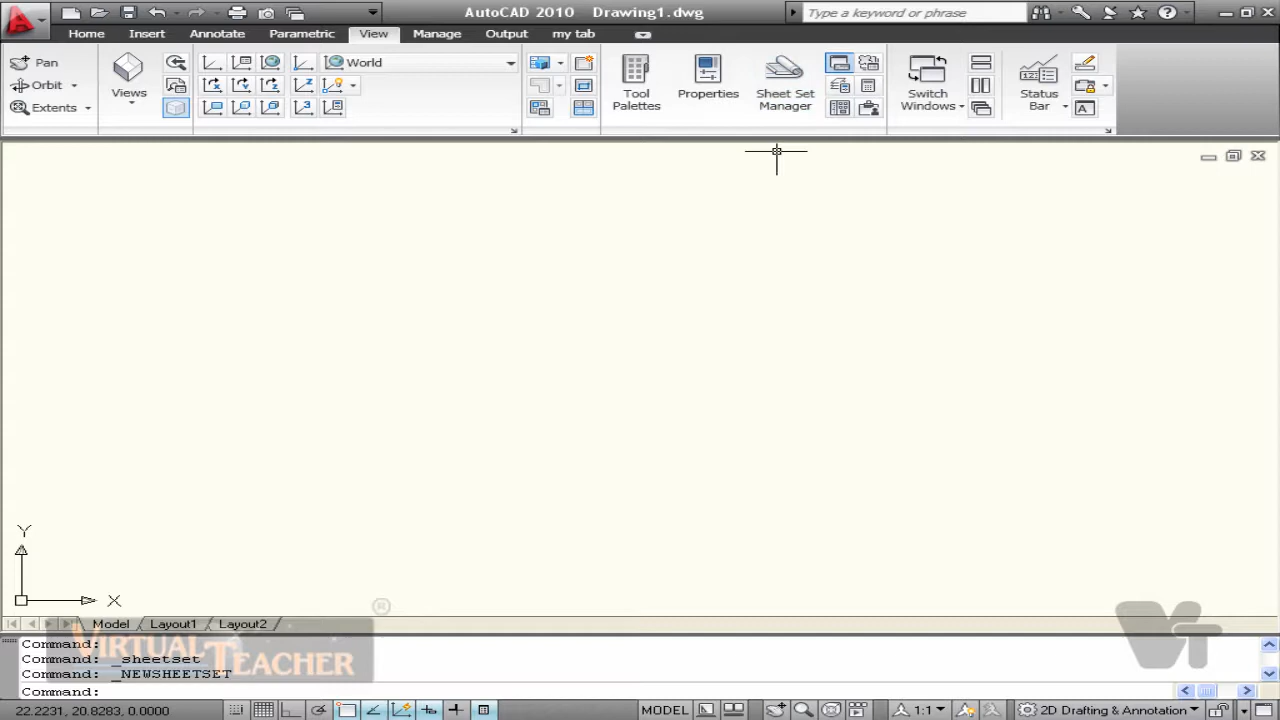 AutoCAD 2010 Drawing1.dwg
Type a keyword or phrase
Home Insert Annotate Parametric View Manage Output my tab
Pan
Orbit
Extents
Views
World
Tool Palettes
Properties
Sheet Set Manager
Switch Windows
Status Bar
Y
X
Model Layout1 Layout2
Command:
Command: _sheetset
Command: _NEWSHEETSET
Command:
VIRTUAL TEACHER ®
VT
22.2231, 20.8283, 0.0000
MODEL
1:1
2D Drafting & Annotation